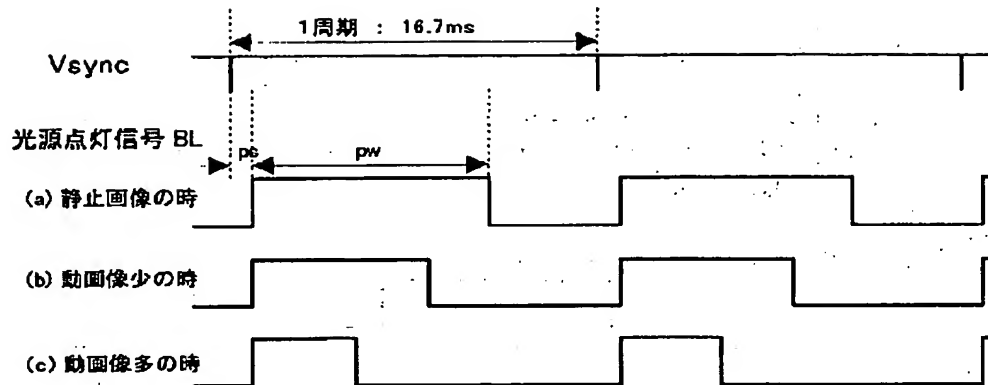 1周期 : 16.7ms
Vsync
光源点灯信号 BL
ps
pw
(a) 静止画像の時
(b) 動画像少の時
(c) 動画像多の時